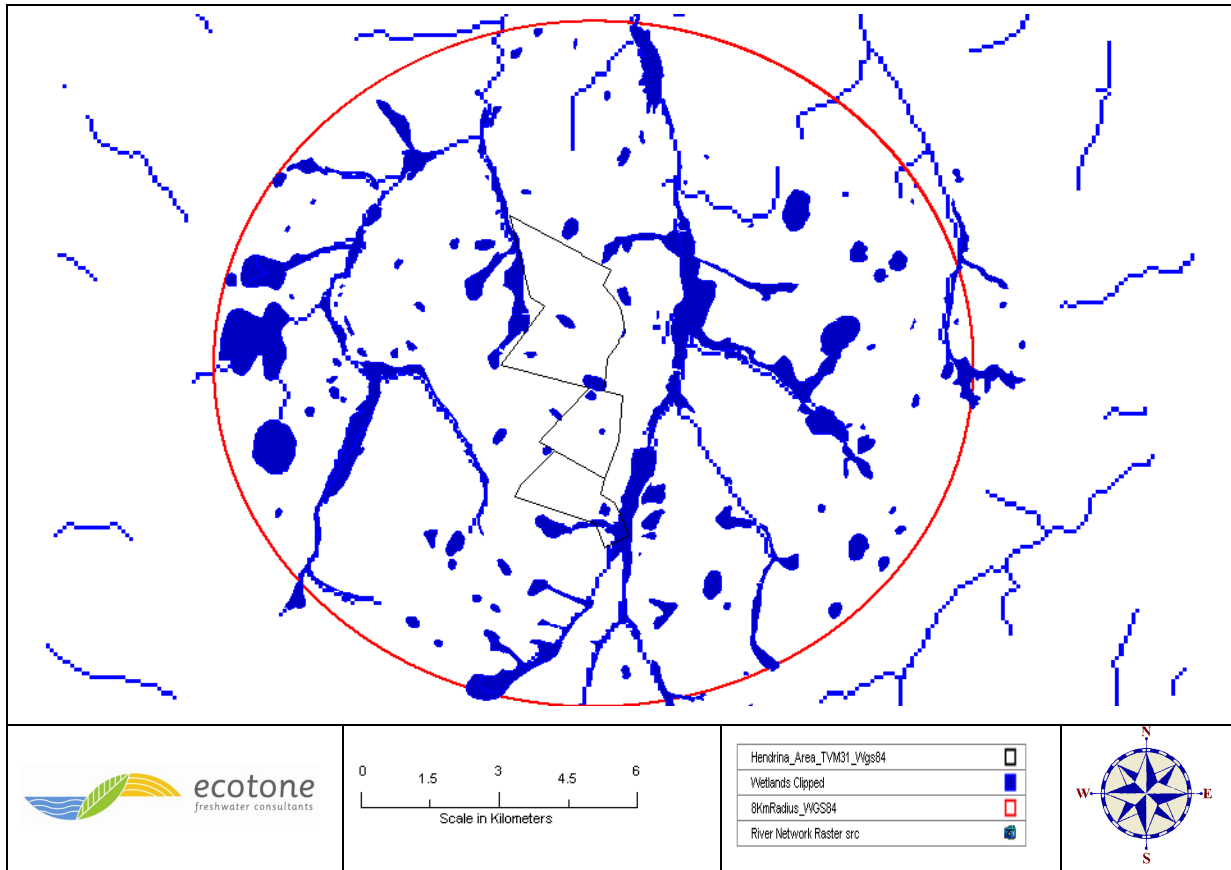 ecotone
freshwater consultants
0 1.5 3 4.5 6
Scale in Kilometers
Hendrina_Area_TVM31_Wgs84
Wetlands Clipped
8KmRadius_WGS84
River Network Raster src
N
W E
S